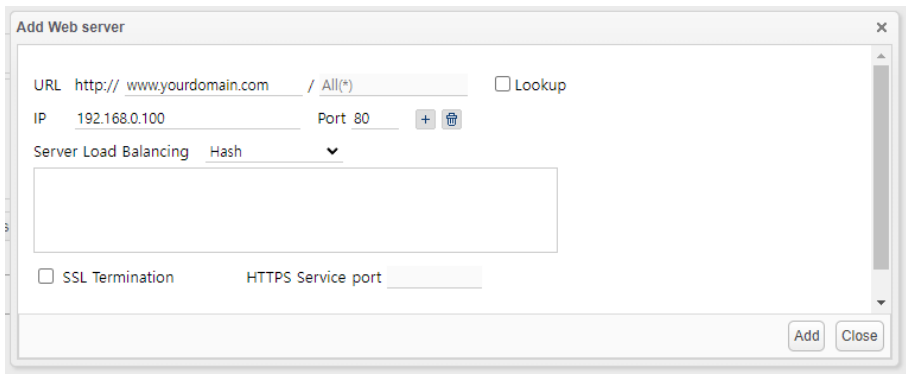 Add Web server
URL http:// www.yourdomain.com / All(*) Lookup
IP 192.168.0.100 Port 80 +
Server Load Balancing Hash
SSL Termination HTTPS Service port
Add Close